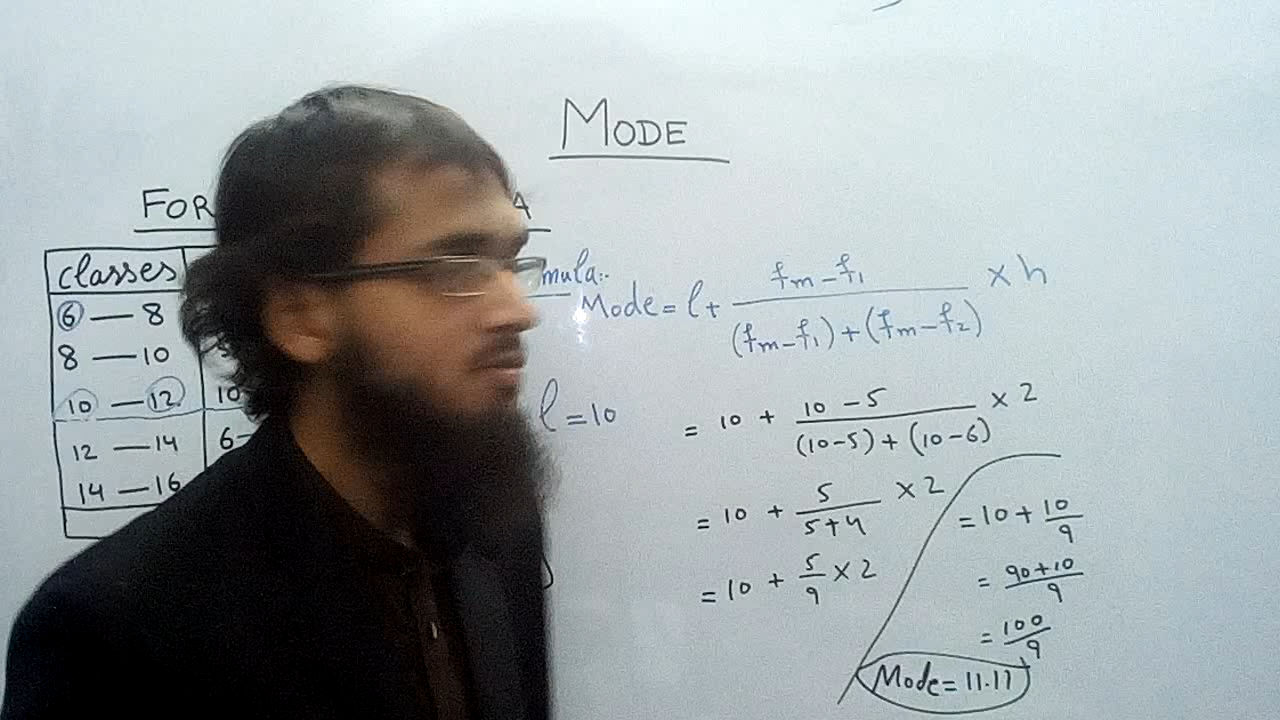 MODE
FOR A
classes
6 — 8
8 — 10
10 — 12 10
12 — 14 6-
14 — 16
mula:-
Mode = l + (fm - f1) / ((fm - f1) + (fm - f2)) × h
l = 10
= 10 + (10 - 5) / ((10-5) + (10-6)) × 2
= 10 + 5/(5+4) × 2
= 10 + 5/9 × 2
= 10 + 10/9
= (90+10)/9
= 100/9
Mode = 11.11